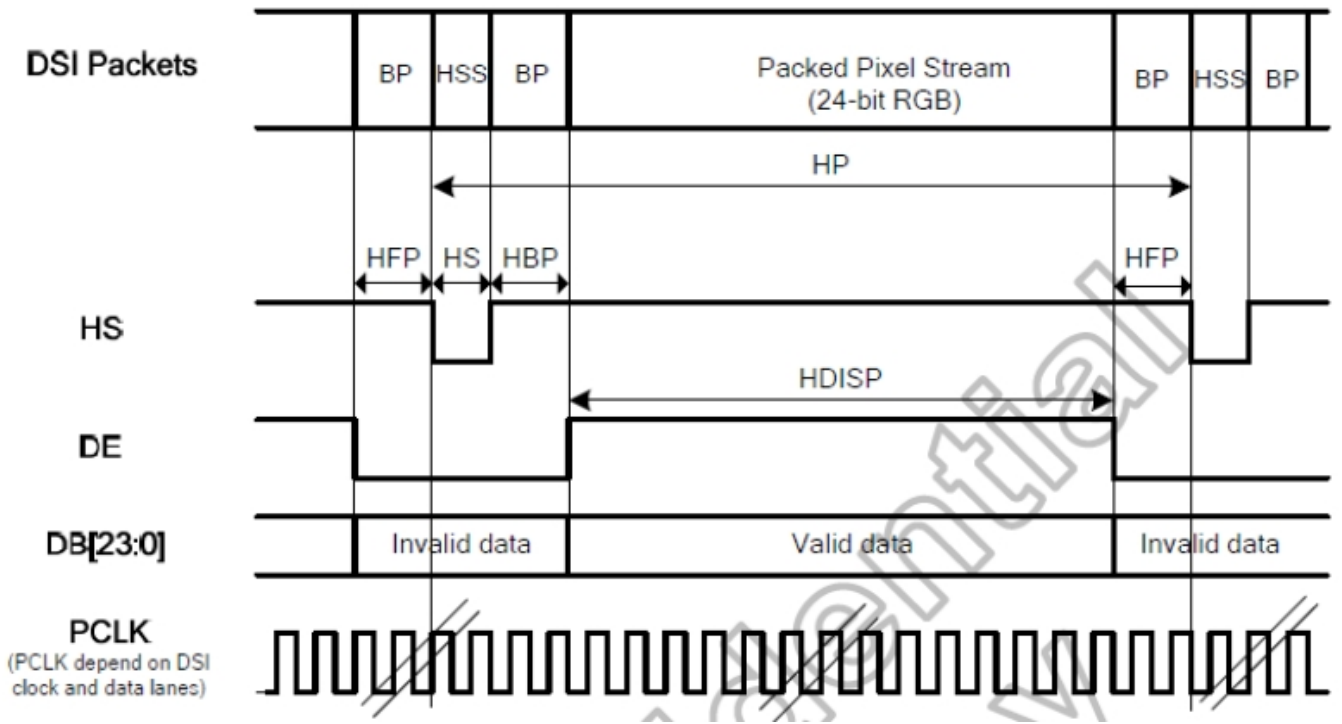 DSI Packets
BP HSS BP Packed Pixel Stream BP HSS BP
(24-bit RGB)
HP
HFP HS HBP HFP
HS
HDISP
DE
DB[23:0] Invalid data Valid data Invalid data
PCLK
(PCLK depend on DSI
clock and data lanes)